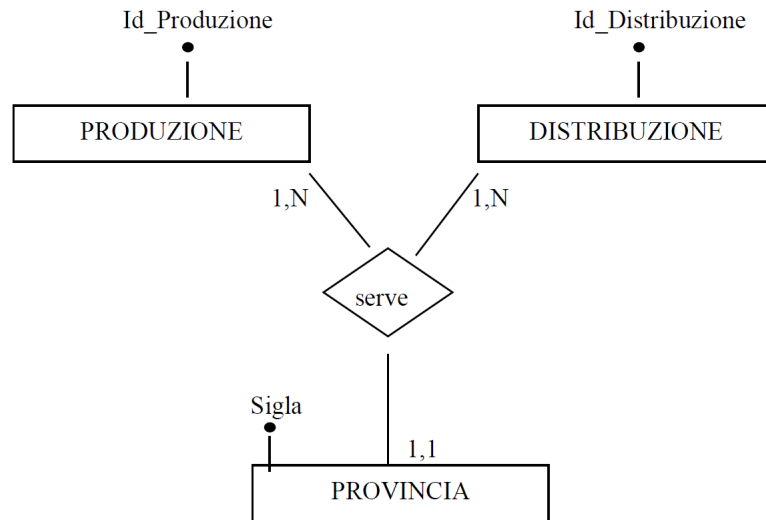 Id_Produzione
Id_Distribuzione
PRODUZIONE
DISTRIBUZIONE
1,N
1,N
serve
Sigla
1,1
PROVINCIA